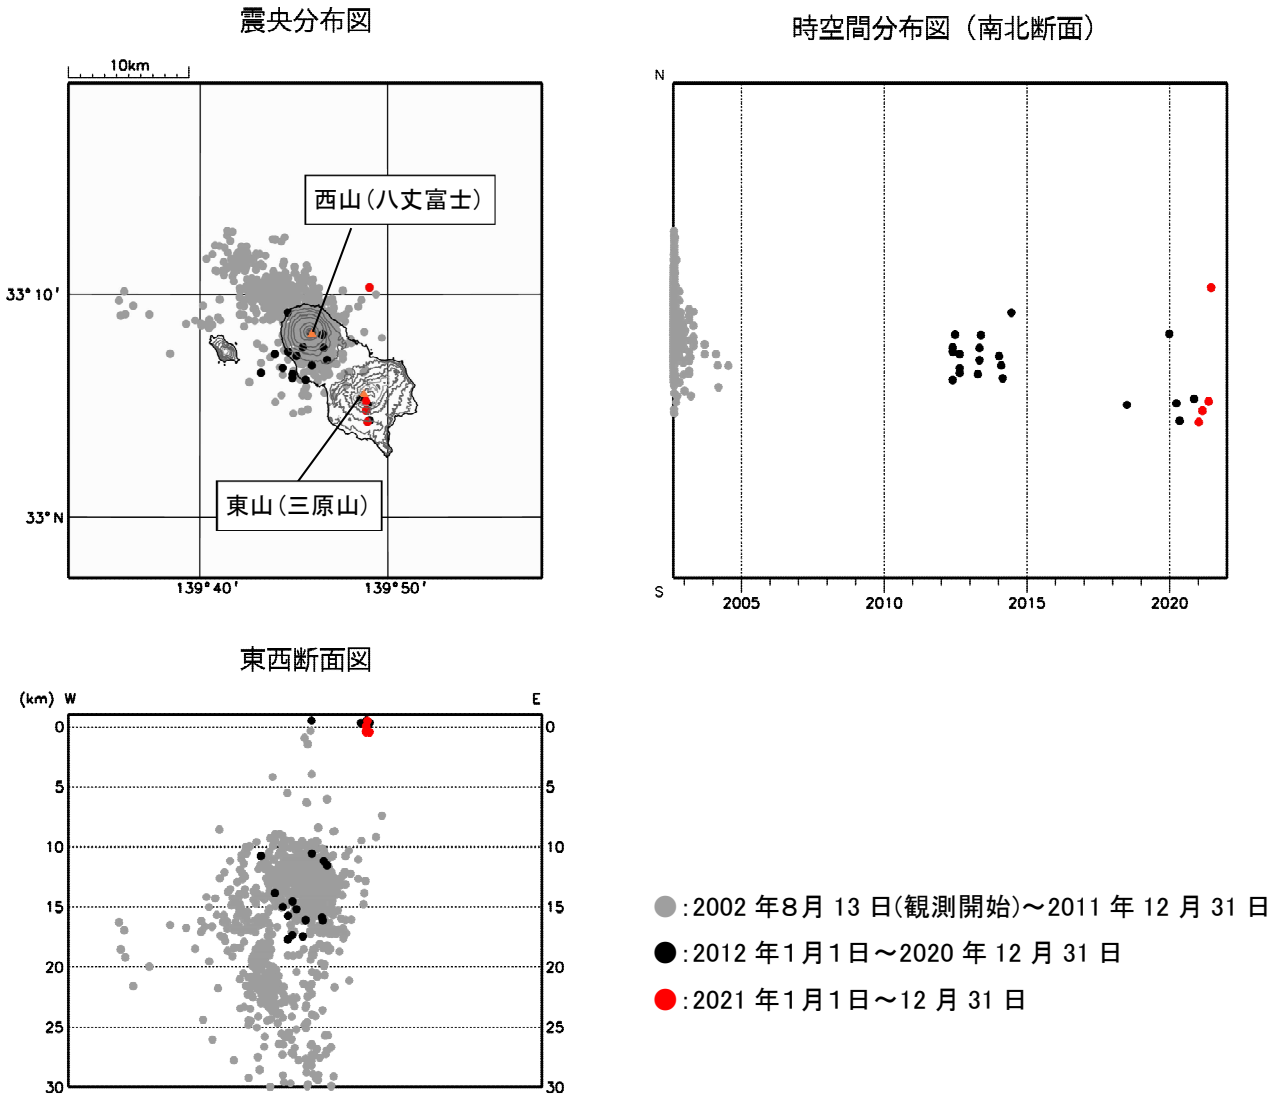 震央分布図
10km
西山(八丈富士)
33°10′
東山(三原山)
33°N
139°40′
139°50′
時空間分布図（南北断面）
N
S
2005
2010
2015
2020
東西断面図
(km) W
E
0
0
5
5
10
10
15
15
20
20
25
25
30
30
:2002 年８月 13 日(観測開始)～2011 年 12 月 31 日
:2012 年１月１日～2020 年 12 月 31 日
:2021 年１月１日～12 月 31 日